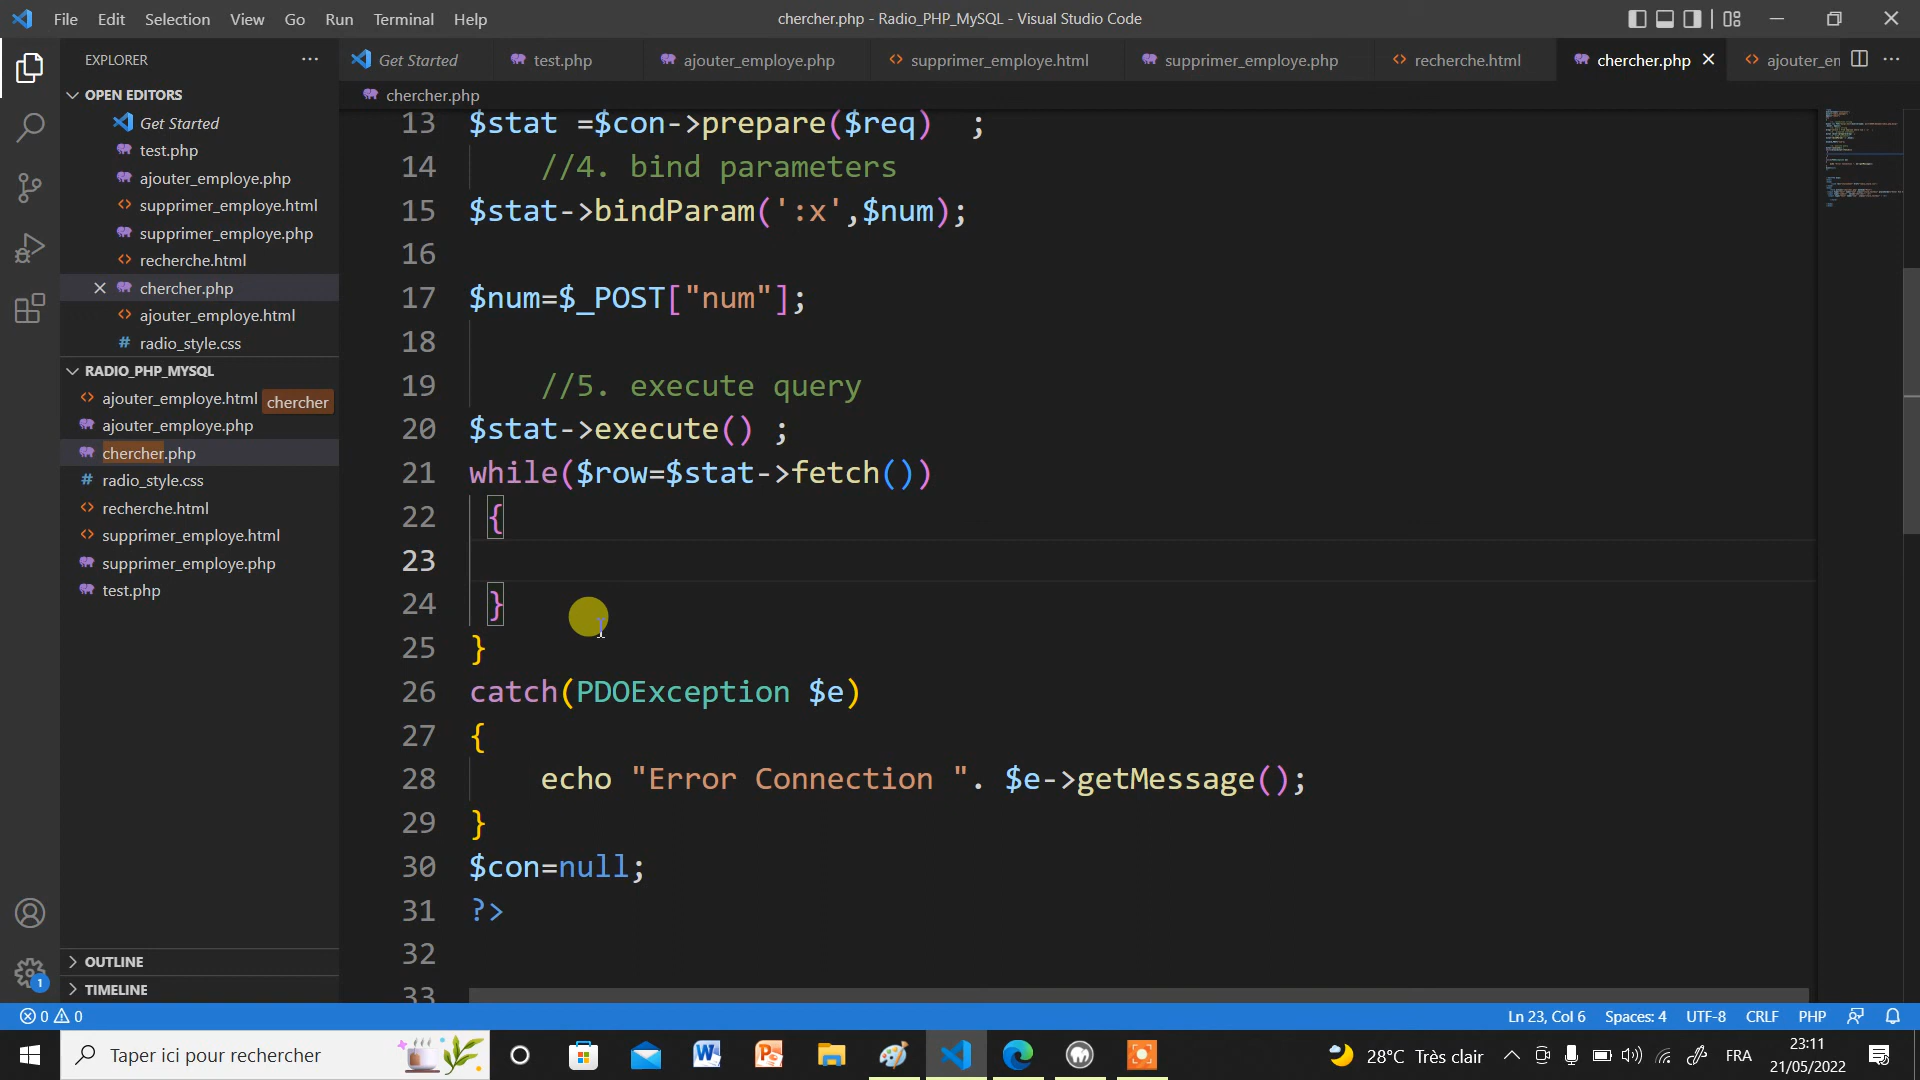 File Edit Selection View Go Run Terminal Help
chercher.php - Radio_PHP_MySQL - Visual Studio Code
EXPLORER
Get Started test.php ajouter_employe.php supprimer_employe.html supprimer_employe.php recherche.html chercher.php ajouter_en
OPEN EDITORS
Get Started
test.php
ajouter_employe.php
supprimer_employe.html
supprimer_employe.php
recherche.html
chercher.php
ajouter_employe.html
radio_style.css
RADIO_PHP_MYSQL
ajouter_employe.html
chercher
ajouter_employe.php
chercher.php
radio_style.css
recherche.html
supprimer_employe.html
supprimer_employe.php
test.php
OUTLINE
TIMELINE
chercher.php
13 $stat =$con->prepare($req)  ;
14 //4. bind parameters
15 $stat->bindParam(':x',$num);
16
17 $num=$_POST["num"];
18
19 //5. execute query
20 $stat->execute() ;
21 while($row=$stat->fetch())
22 {
23
24 }
25 }
26 catch(PDOException $e)
27 {
28 echo "Error Connection ". $e->getMessage();
29 }
30 $con=null;
31 ?>
32
33
1
0 0
Ln 23, Col 6 Spaces: 4 UTF-8 CRLF PHP
Taper ici pour rechercher
28°C Très clair
FRA
23:11
21/05/2022